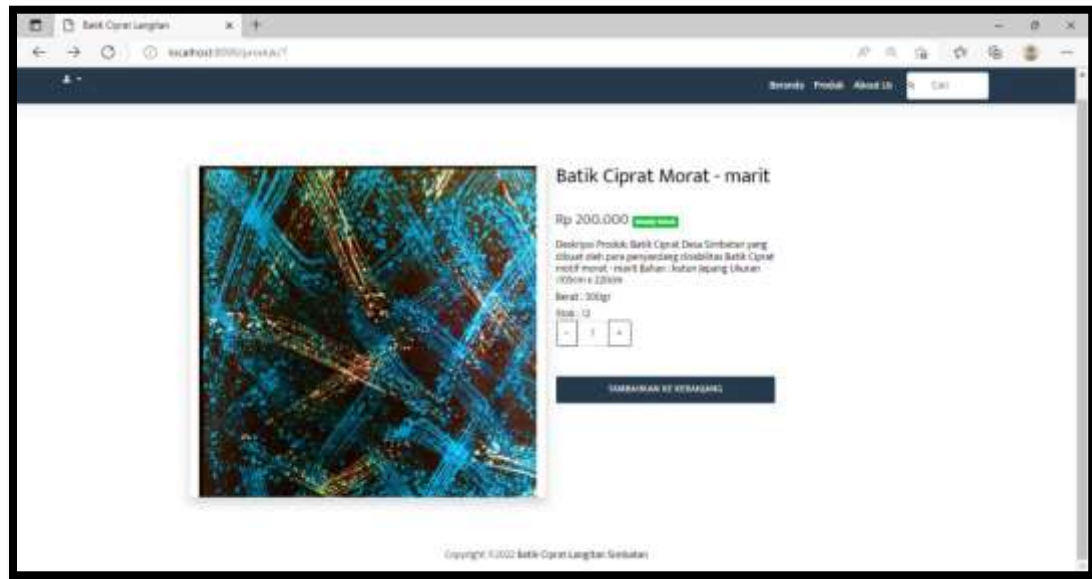 Batik Ciprat Langitan
Beranda Produk About Us Cari
Batik Ciprat Morat - marit
Rp 200.000 Ready Stock
Deskripsi Produk: Batik Ciprat Desa Simbatan yang
dibuat oleh para penyandang disabilitas Batik Ciprat
motif morat - marit Bahan : katun Jepang Ukuran
Berat : 300gr
Stok : 12
- 1 +
TAMBAHKAN KE KERANJANG
Copyright ©2022 Batik Ciprat Langitan Simbatan